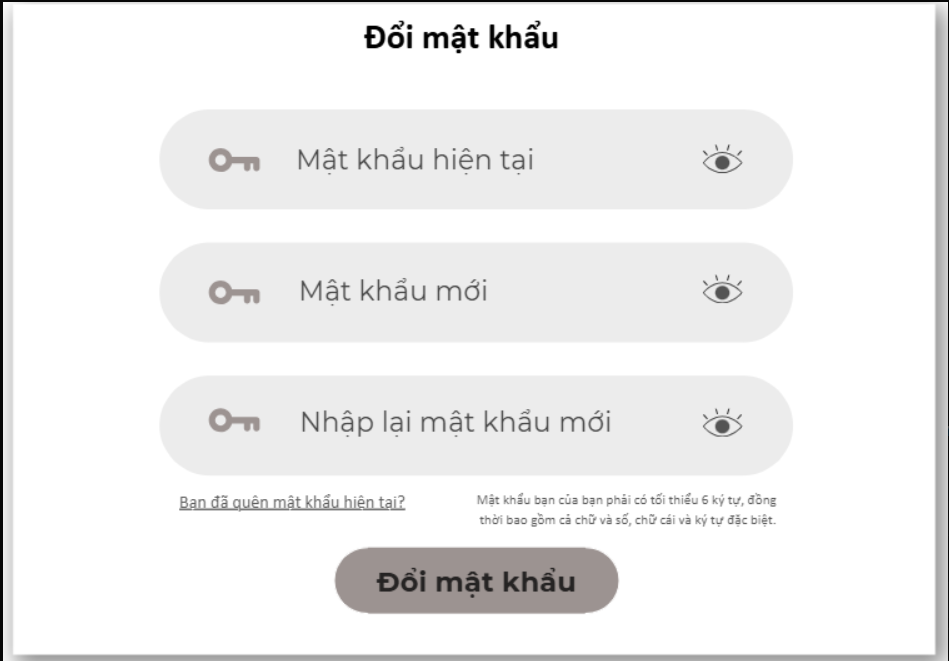 Đổi mật khẩu
Mật khẩu hiện tại
Mật khẩu mới
Nhập lại mật khẩu mới
Bạn đã quên mật khẩu hiện tại?
Mật khẩu bạn của bạn phải có tối thiểu 6 ký tự, đồng
thời bao gồm cả chữ và số, chữ cái và ký tự đặc biệt.
Đổi mật khẩu